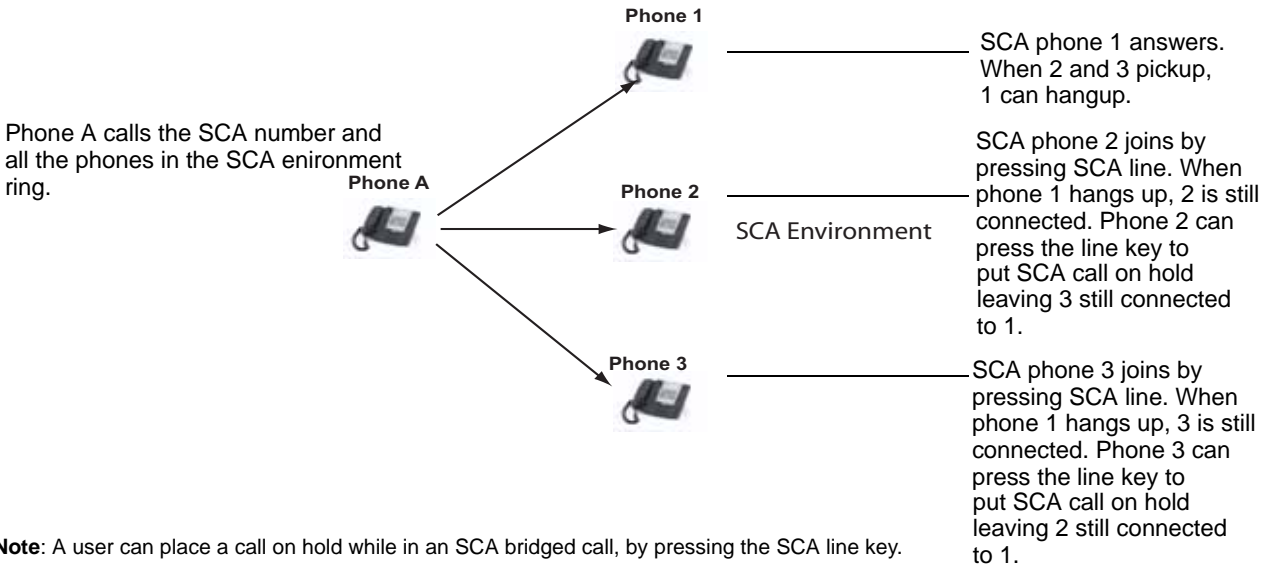 Phone 1
SCA phone 1 answers.
When 2 and 3 pickup,
1 can hangup.
Phone A calls the SCA number and
all the phones in the SCA enironment
ring.
Phone A
Phone 2
SCA Environment
SCA phone 2 joins by
pressing SCA line. When
phone 1 hangs up, 2 is still
connected. Phone 2 can
press the line key to
put SCA call on hold
leaving 3 still connected
to 1.
Phone 3
SCA phone 3 joins by
pressing SCA line. When
phone 1 hangs up, 3 is still
connected. Phone 3 can
press the line key to
put SCA call on hold
leaving 2 still connected
to 1.
Note: A user can place a call on hold while in an SCA bridged call, by pressing the SCA line key.